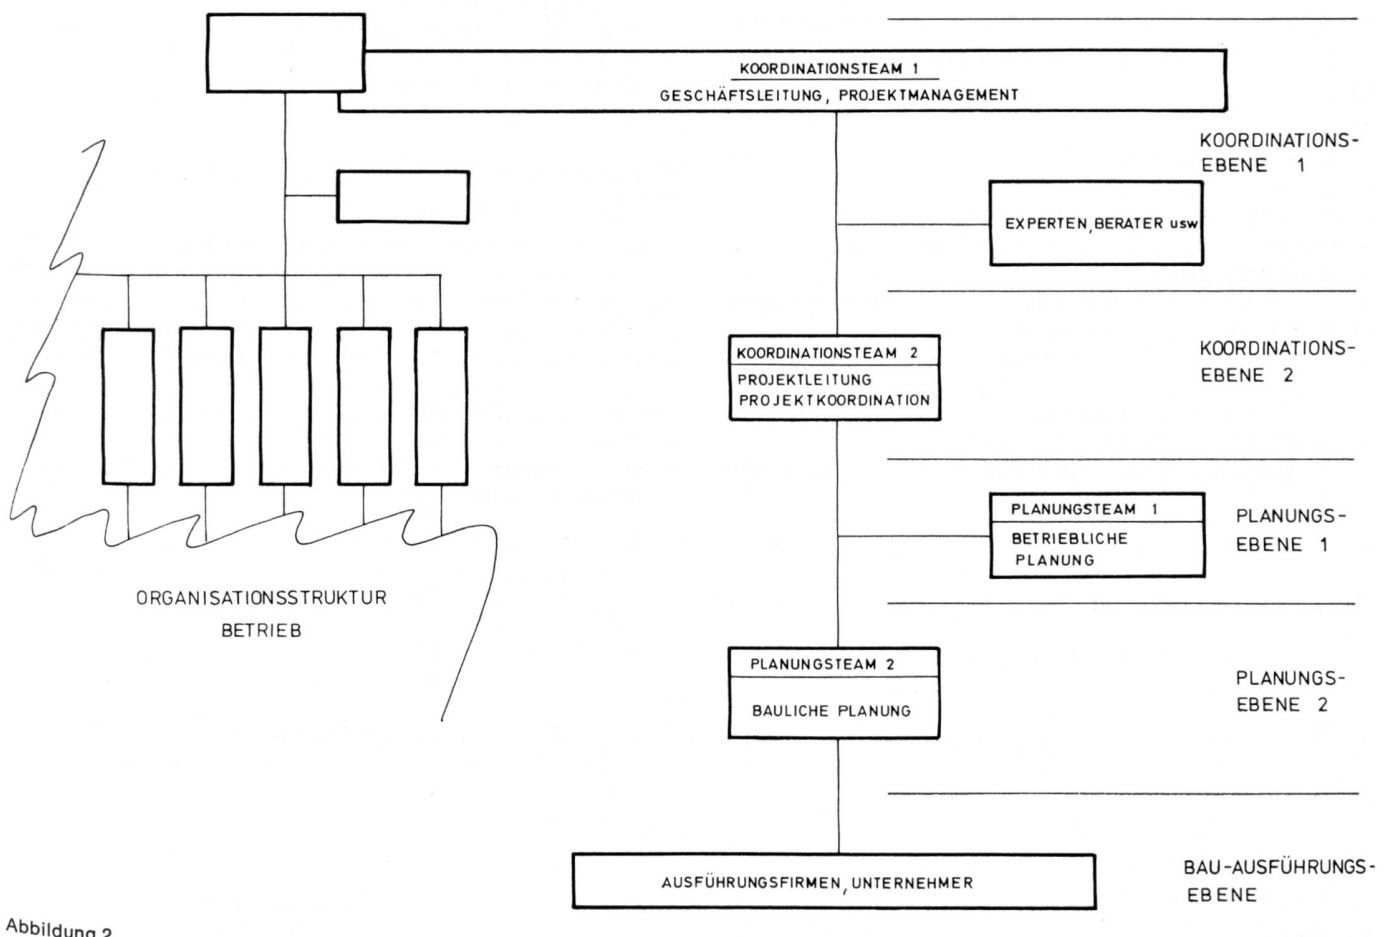 KOORDINATIONSTEAM 1
GESCHÄFTSLEITUNG, PROJEKTMANAGEMENT
KOORDINATIONS-
EBENE 1
EXPERTEN, BERATER usw
KOORDINATIONSTEAM 2
PROJEKTLEITUNG
PROJEKTKOORDINATION
KOORDINATIONS-
EBENE 2
PLANUNGSTEAM 1
BETRIEBLICHE
PLANUNG
PLANUNGS-
EBENE 1
ORGANISATIONSSTRUKTUR
BETRIEB
PLANUNGSTEAM 2
BAULICHE PLANUNG
PLANUNGS-
EBENE 2
AUSFÜHRUNGSFIRMEN, UNTERNEHMER
BAU-AUSFÜHRUNGS-
EBENE
Abbildung 2